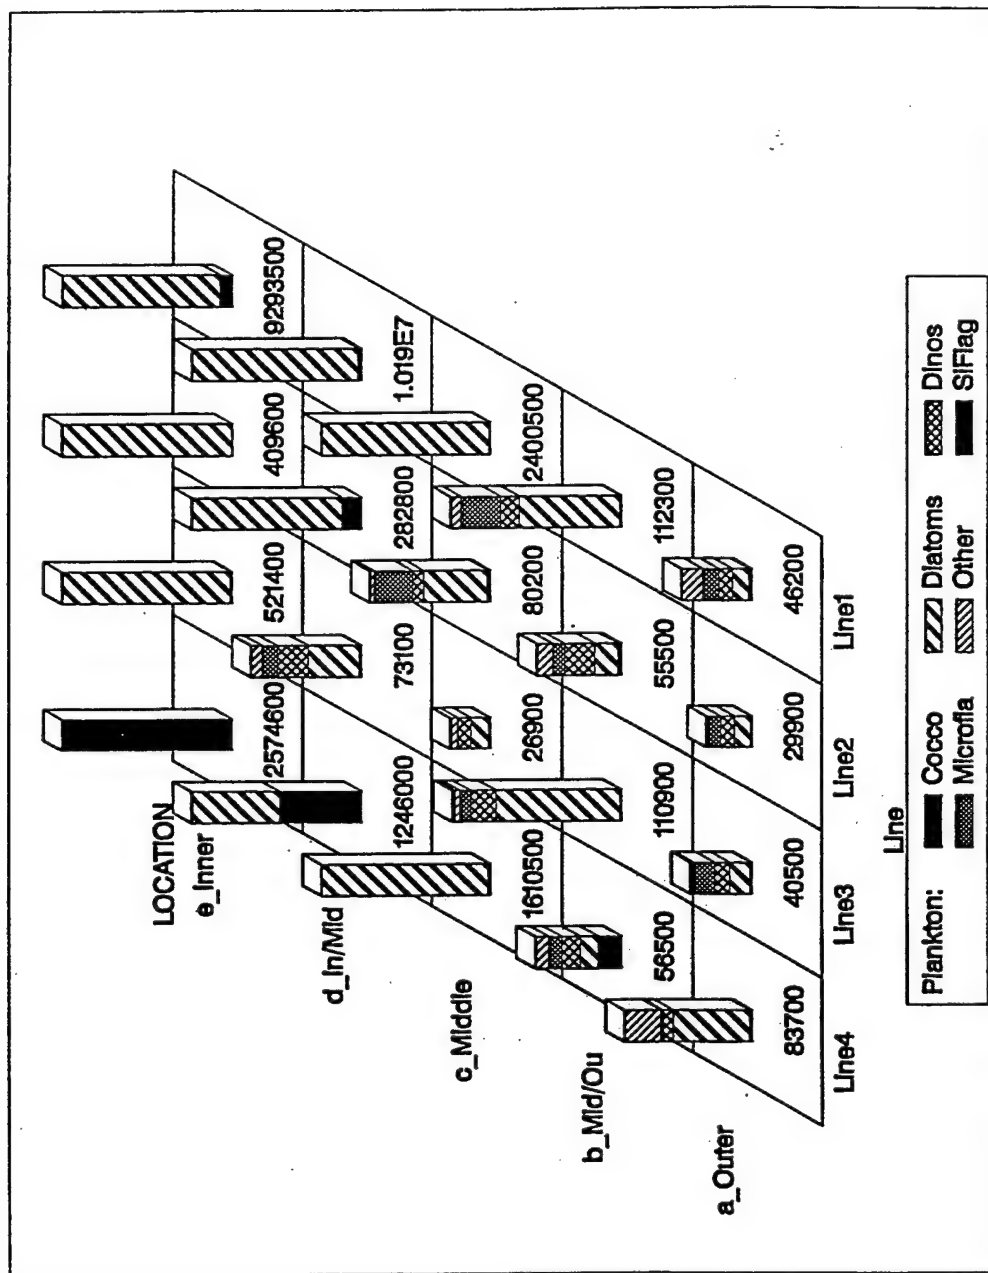 LOCATION
e_Inner
2574600 521400 409600 9293500
d_In/Mid
1246000 73100 282800 1.019E7
c_Middle
1610500 26900 80200 2400500
b_Mid/Ou
56500 110900 55500 112300
a_Outer
83700 40500 29900 46200
Line4 Line3 Line2 Line1
Line
Plankton: Cocco Diatoms Dinos
Microfla Other SiFlag